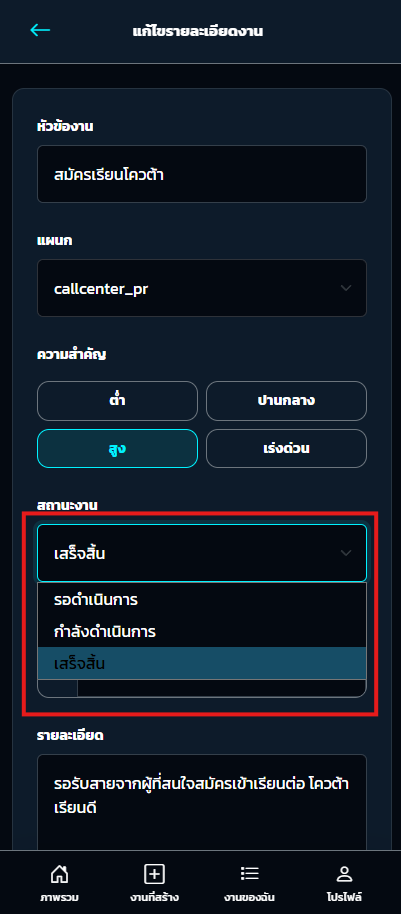 แก้ไขรายละเอียดงาน
หัวข้องาน
สมัครเรียนโควต้า
แผนก
callcenter_pr
ความสำคัญ
ต่ำ
ปานกลาง
สูง
เร่งด่วน
สถานะงาน
เสร็จสิ้น
รอดำเนินการ
กำลังดำเนินการ
เสร็จสิ้น
รายละเอียด
รอรับสายจากผู้ที่สนใจสมัครเข้าเรียนต่อ โควต้า
เรียนดี
ภาพรวม
งานที่สร้าง
งานของฉัน
โปรไฟล์